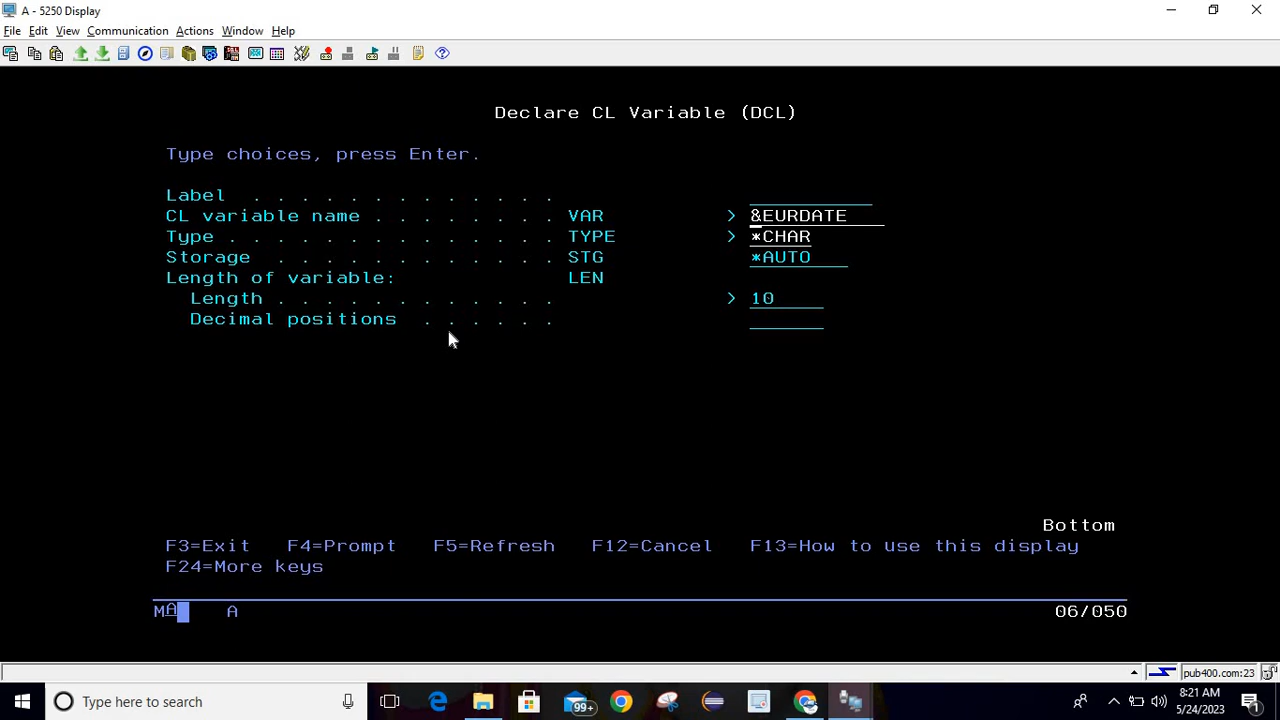 A - 5250 Display
File Edit View Communication Actions Window Help
Declare CL Variable (DCL)
Type choices, press Enter.
Label . . . . . . . . . . . . .
CL variable name . . . . . . . . VAR > &EURDATE
Type . . . . . . . . . . . . . . TYPE > *CHAR
Storage . . . . . . . . . . . . STG *AUTO
Length of variable: LEN
Length . . . . . . . . . . . . > 10
Decimal positions . . . . . .
Bottom
F3=Exit F4=Prompt F5=Refresh F12=Cancel F13=How to use this display
F24=More keys
MA A 06/050
pub400.com:23
Type here to search
99+
8:21 AM
5/24/2023
1